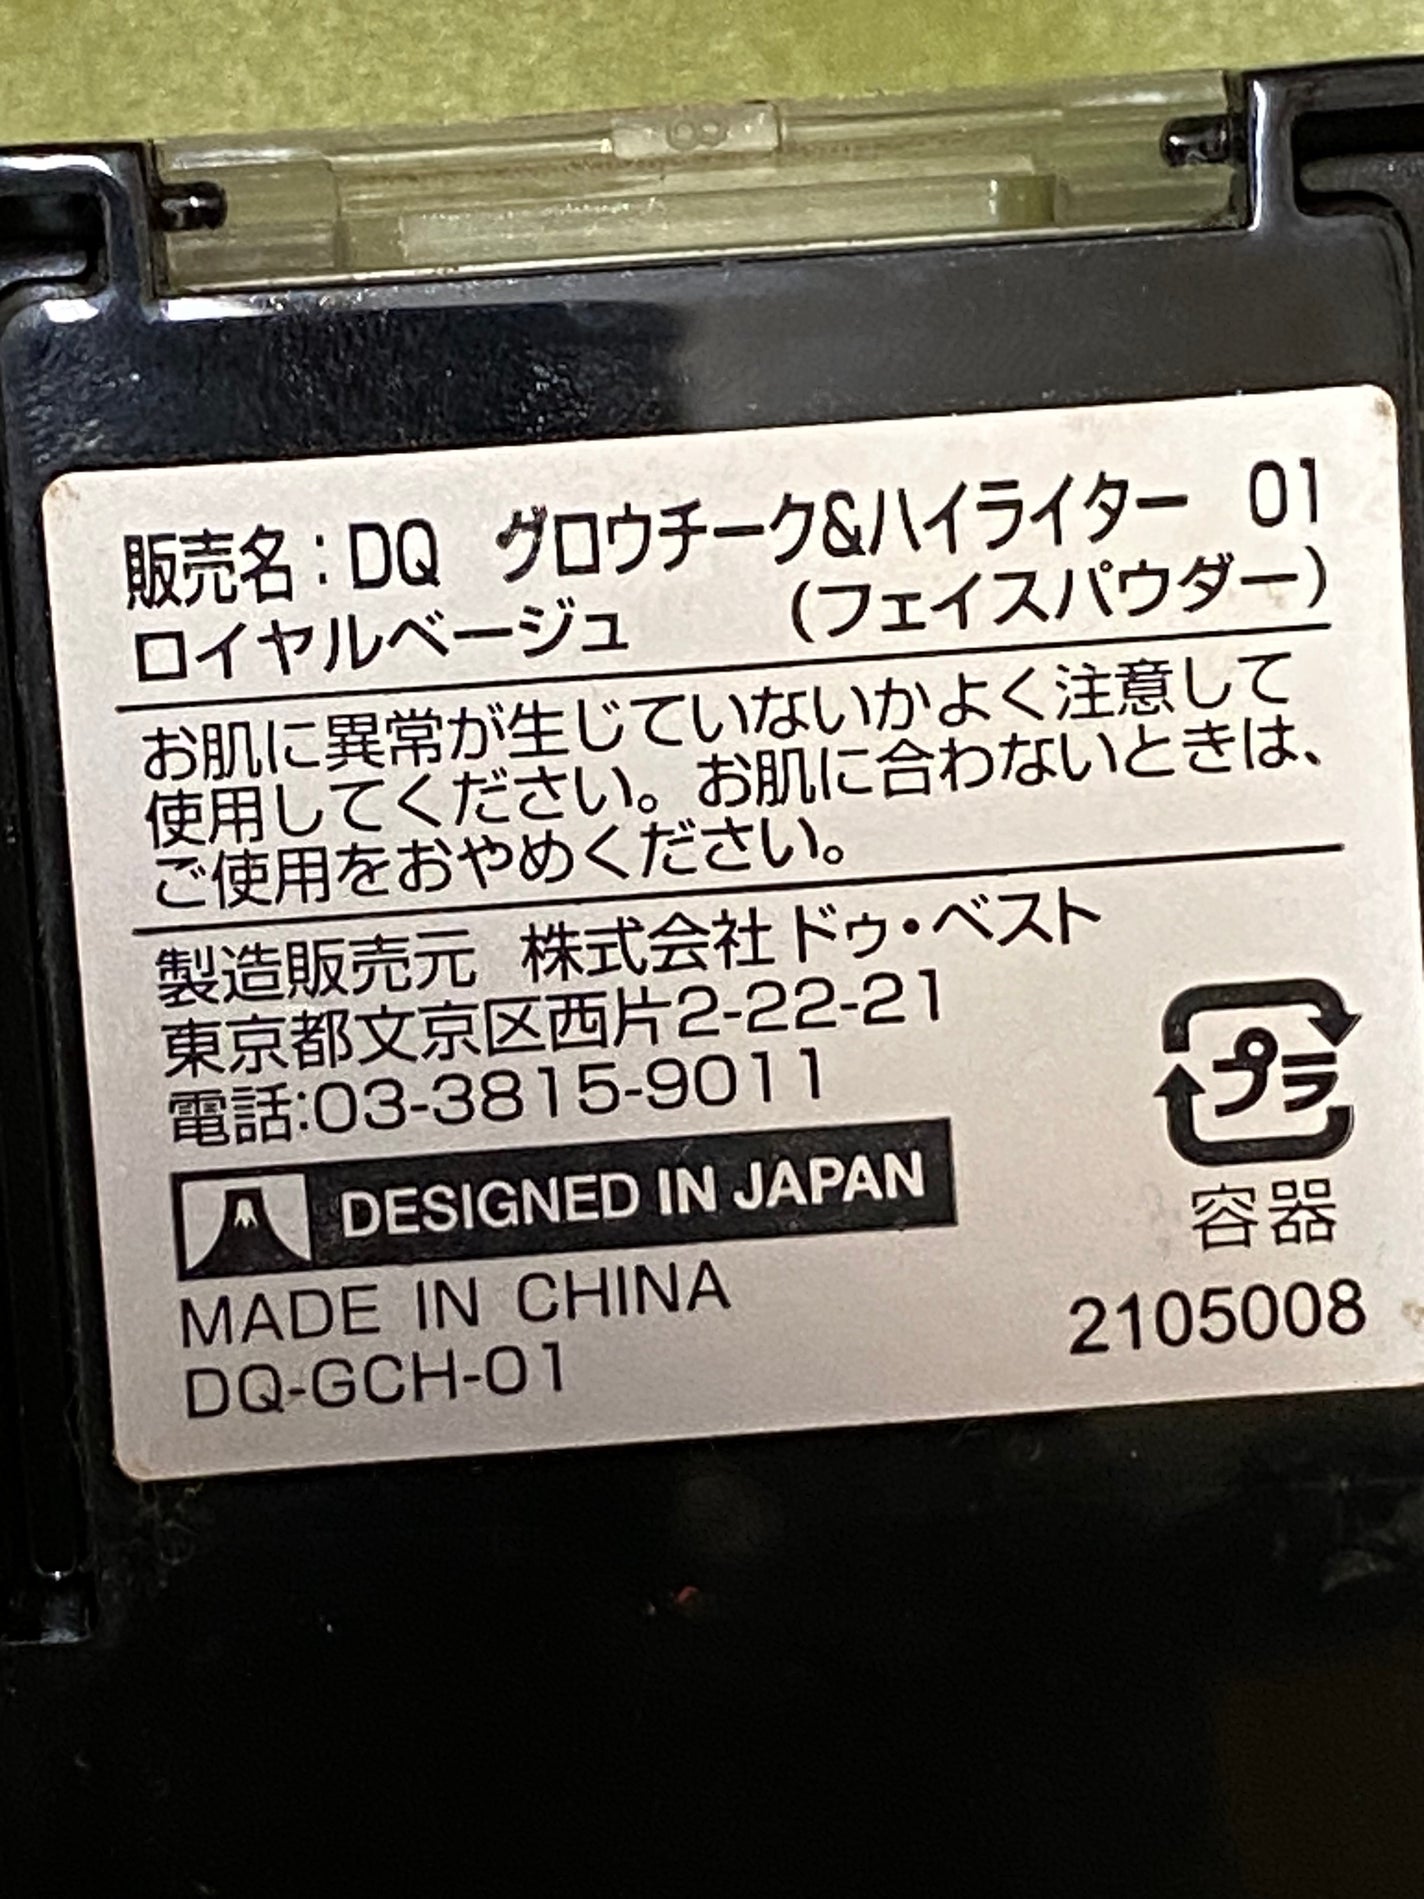 8
販売名：DQ グロウチーク&ハイライター 01
ロイヤルベージュ （フェイスパウダー）
お肌に異常が生じていないかよく注意して
使用してください。お肌に合わないときは、
ご使用をおやめください。
製造販売元 株式会社ドゥ・ベスト
東京都文京区西片2-22-21
電話:03-3815-9011
プラ
容器
DESIGNED IN JAPAN
MADE IN CHINA
2105008
DQ-GCH-01